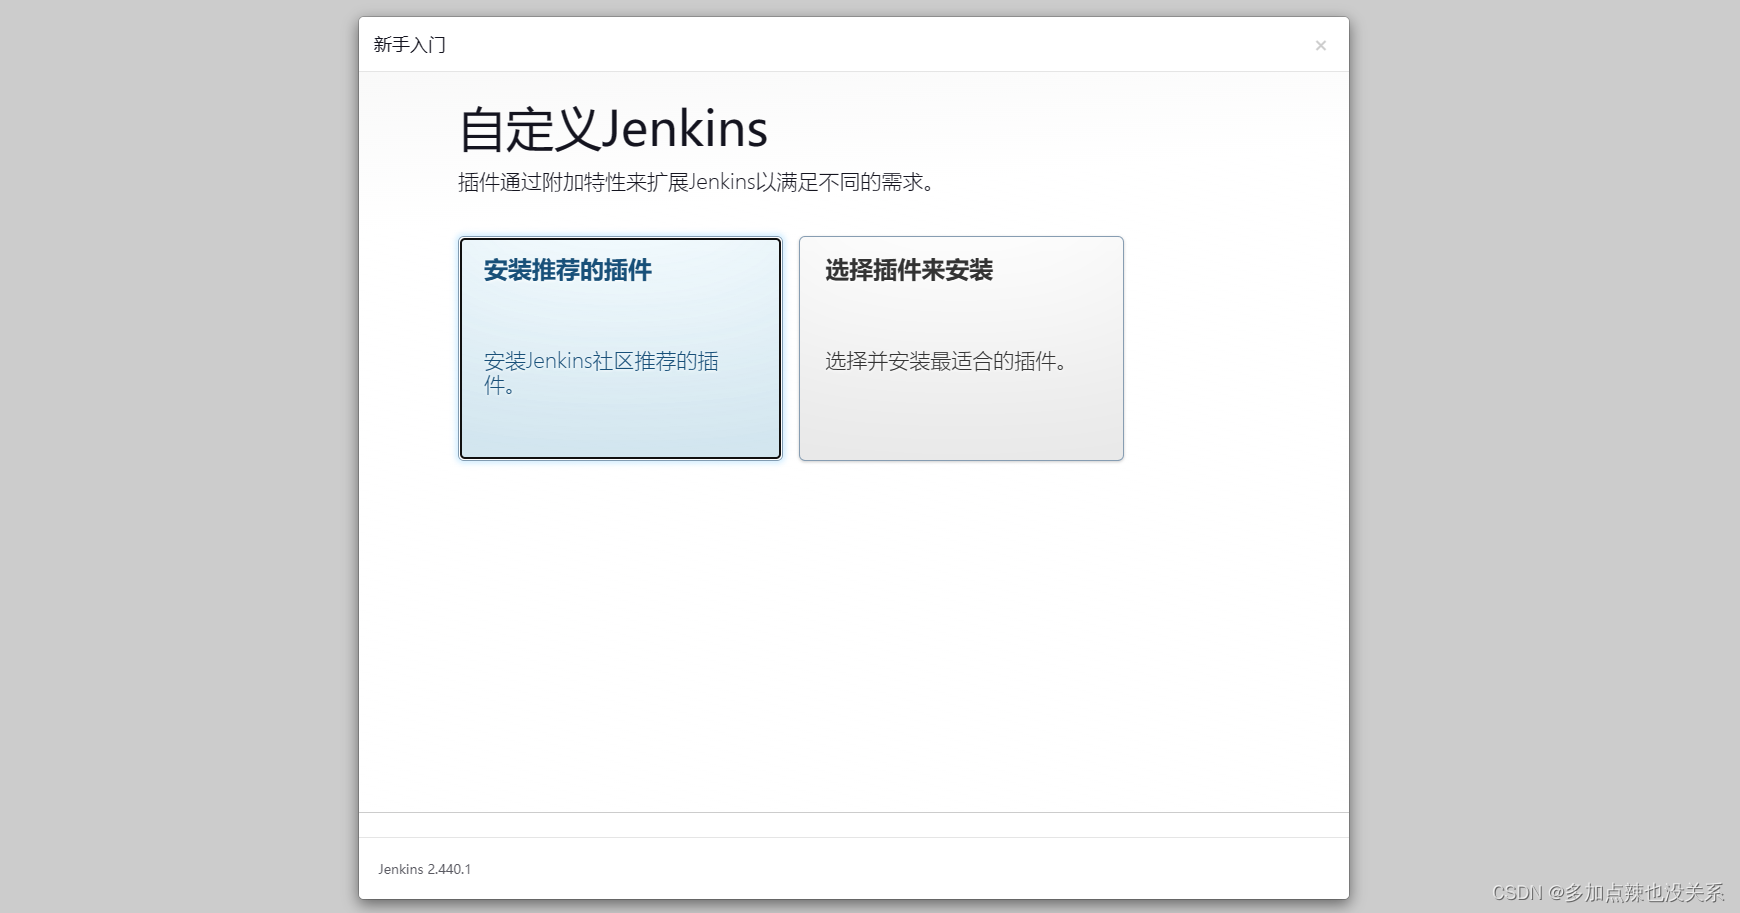 新手入门
×
自定义Jenkins
插件通过附加特性来扩展Jenkins以满足不同的需求。
安装推荐的插件
安装Jenkins社区推荐的插
件。
选择插件来安装
选择并安装最适合的插件。
Jenkins 2.440.1
CSDN @多加点辣也没关系